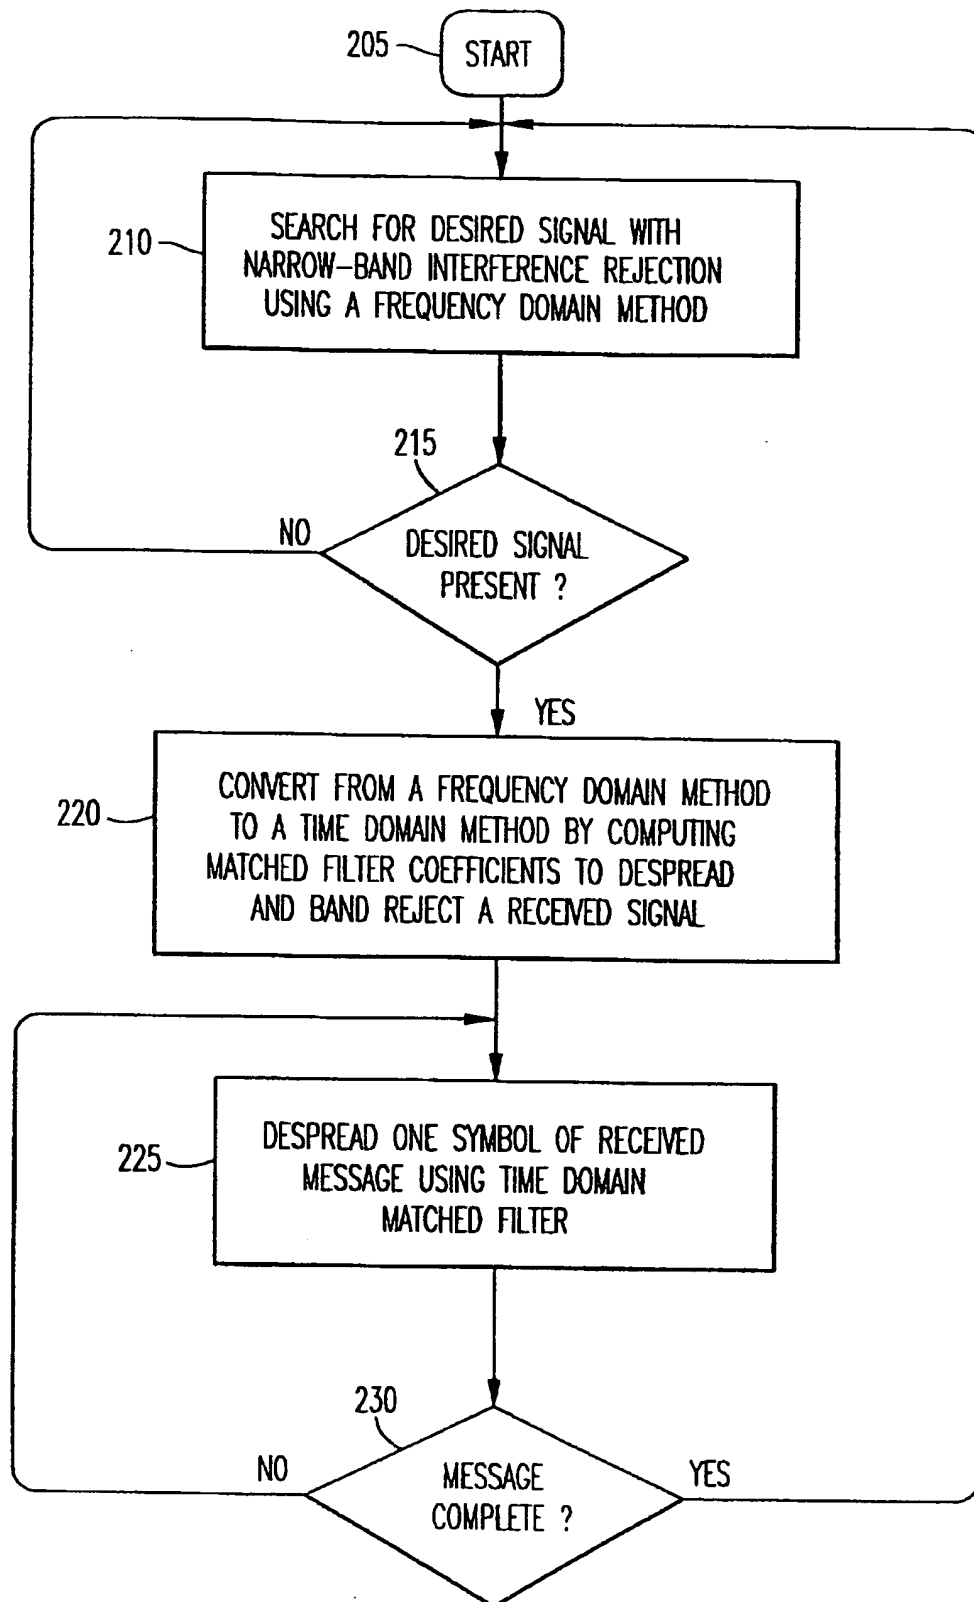 205
START
210
SEARCH FOR DESIRED SIGNAL WITH
NARROW-BAND INTERFERENCE REJECTION
USING A FREQUENCY DOMAIN METHOD
215
NO
DESIRED SIGNAL
PRESENT ?
YES
220
CONVERT FROM A FREQUENCY DOMAIN METHOD
TO A TIME DOMAIN METHOD BY COMPUTING
MATCHED FILTER COEFFICIENTS TO DESPREAD
AND BAND REJECT A RECEIVED SIGNAL
225
DESPREAD ONE SYMBOL OF RECEIVED
MESSAGE USING TIME DOMAIN
MATCHED FILTER
230
NO
MESSAGE
COMPLETE ?
YES